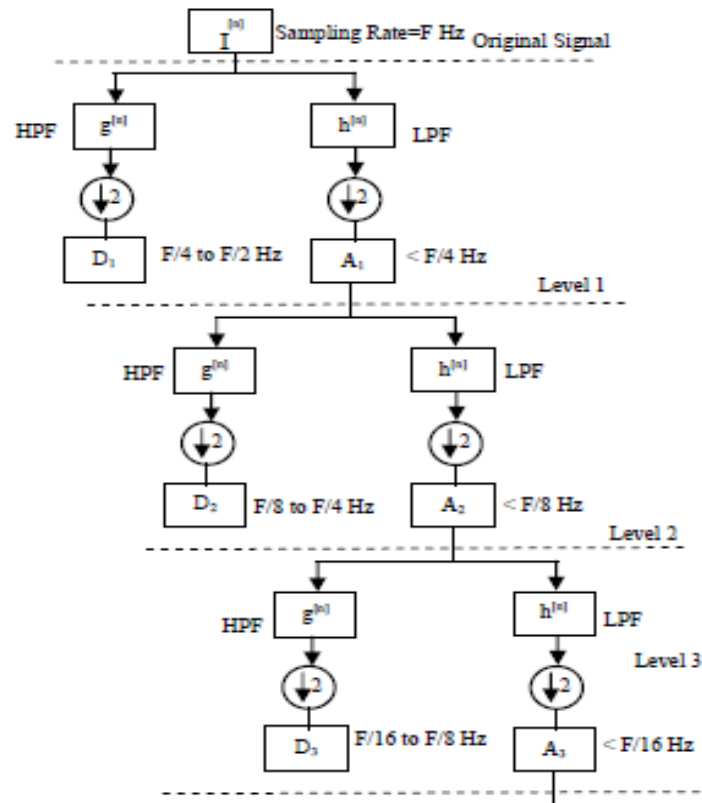 I[n] Sampling Rate=F Hz Original Signal
HPF g[n] h[n] LPF
↓2 ↓2
D₁ F/4 to F/2 Hz A₁ < F/4 Hz
Level 1
HPF g[n] h[n] LPF
↓2 ↓2
D₂ F/8 to F/4 Hz A₂ < F/8 Hz
Level 2
HPF g[n] h[n] LPF
Level 3
↓2 ↓2
D₃ F/16 to F/8 Hz A₃ < F/16 Hz